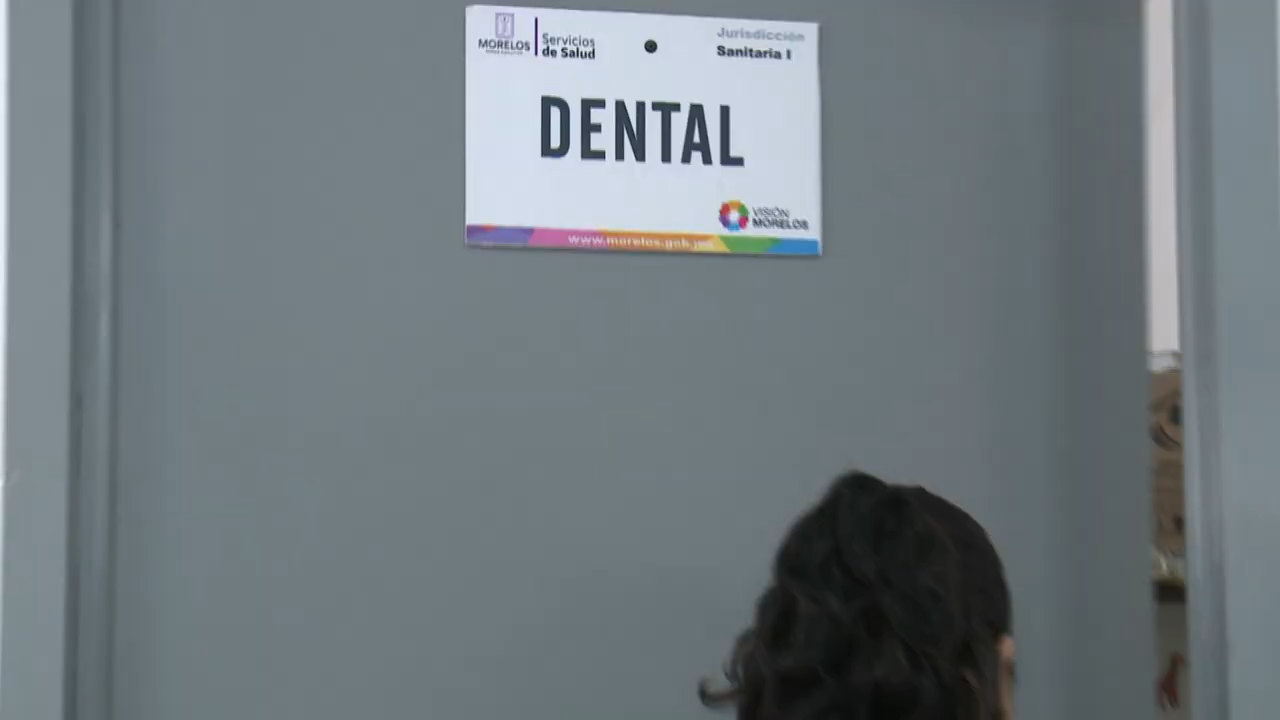 MORELOS
Servicios
de Salud
Jurisdicción
Sanitaria I
DENTAL
VISIÓN
MORELOS
www.morelos.gob.mx